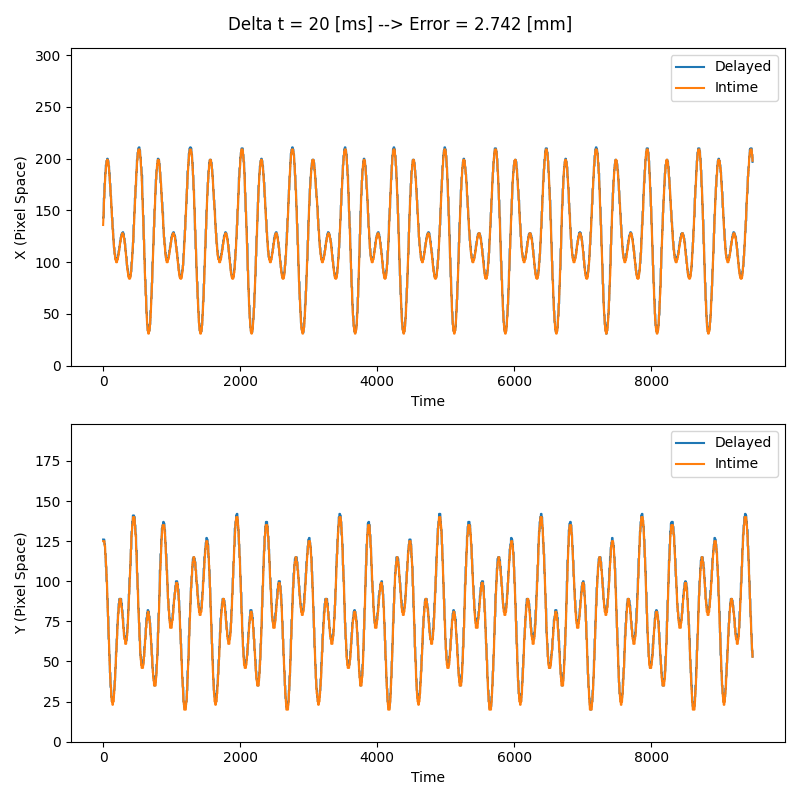 Delta t = 20 [ms] --> Error = 2.742 [mm]
300
250
200
150
100
50
0
X (Pixel Space)
Delayed
Intime
0 2000 4000 6000 8000
Time
175
150
125
100
75
50
25
0
Y (Pixel Space)
Delayed
Intime
0 2000 4000 6000 8000
Time